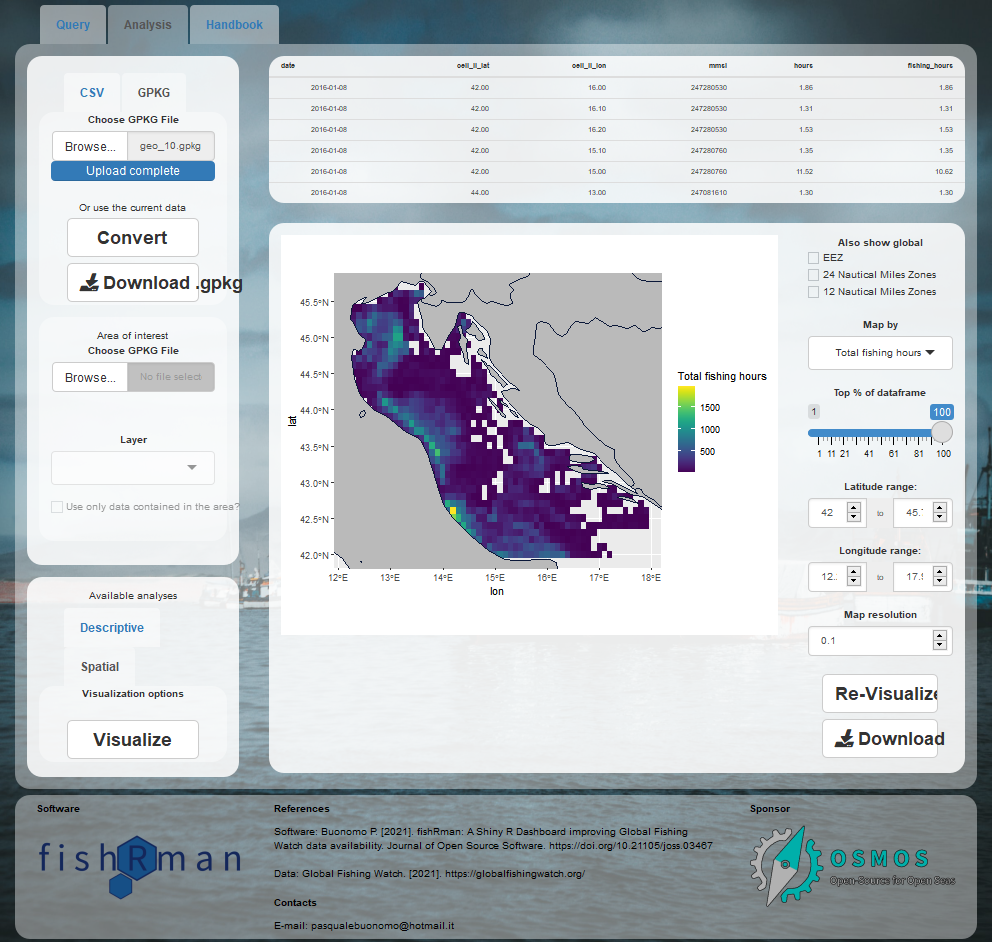 Query Analysis Handbook
CSV GPKG
Choose GPKG File
Browse... geo_10.gpkg
Upload complete
Or use the current data
Convert
Download .gpkg
Area of interest
Choose GPKG File
Browse... No file select
Layer
Use only data contained in the area?
Available analyses
Descriptive
Spatial
Visualization options
Visualize
date cell_ll_lat cell_ll_lon mmsi hours fishing_hours
2016-01-08 42.00 16.00 247280530 1.86 1.86
2016-01-08 42.00 16.10 247280530 1.31 1.31
2016-01-08 42.00 16.20 247280530 1.53 1.53
2016-01-08 42.00 15.10 247280760 1.35 1.35
2016-01-08 42.00 15.00 247280760 11.52 10.62
2016-01-08 44.00 13.00 247081610 1.30 1.30
lat
45.5°N
45.0°N
44.5°N
44.0°N
43.5°N
43.0°N
42.5°N
42.0°N
12°E 13°E 14°E 15°E 16°E 17°E 18°E
lon
Total fishing hours
1500
1000
500
Also show global
EEZ
24 Nautical Miles Zones
12 Nautical Miles Zones
Map by
Total fishing hours
Top % of dataframe
1 100
1 11 21 41 61 81 100
Latitude range:
42 to 45.
Longitude range:
12.. to 17.
Map resolution
0.1
Re-Visualize
Download
Software
fishRman
References
Software: Buonomo P. [2021]. fishRman: A Shiny R Dashboard improving Global Fishing
Watch data availability. Journal of Open Source Software. https://doi.org/10.21105/joss.03467
Data: Global Fishing Watch. [2021]. https://globalfishingwatch.org/
Contacts
E-mail: pasqualebuonomo@hotmail.it
Sponsor
OSMOS
Open-Source for Open Seas